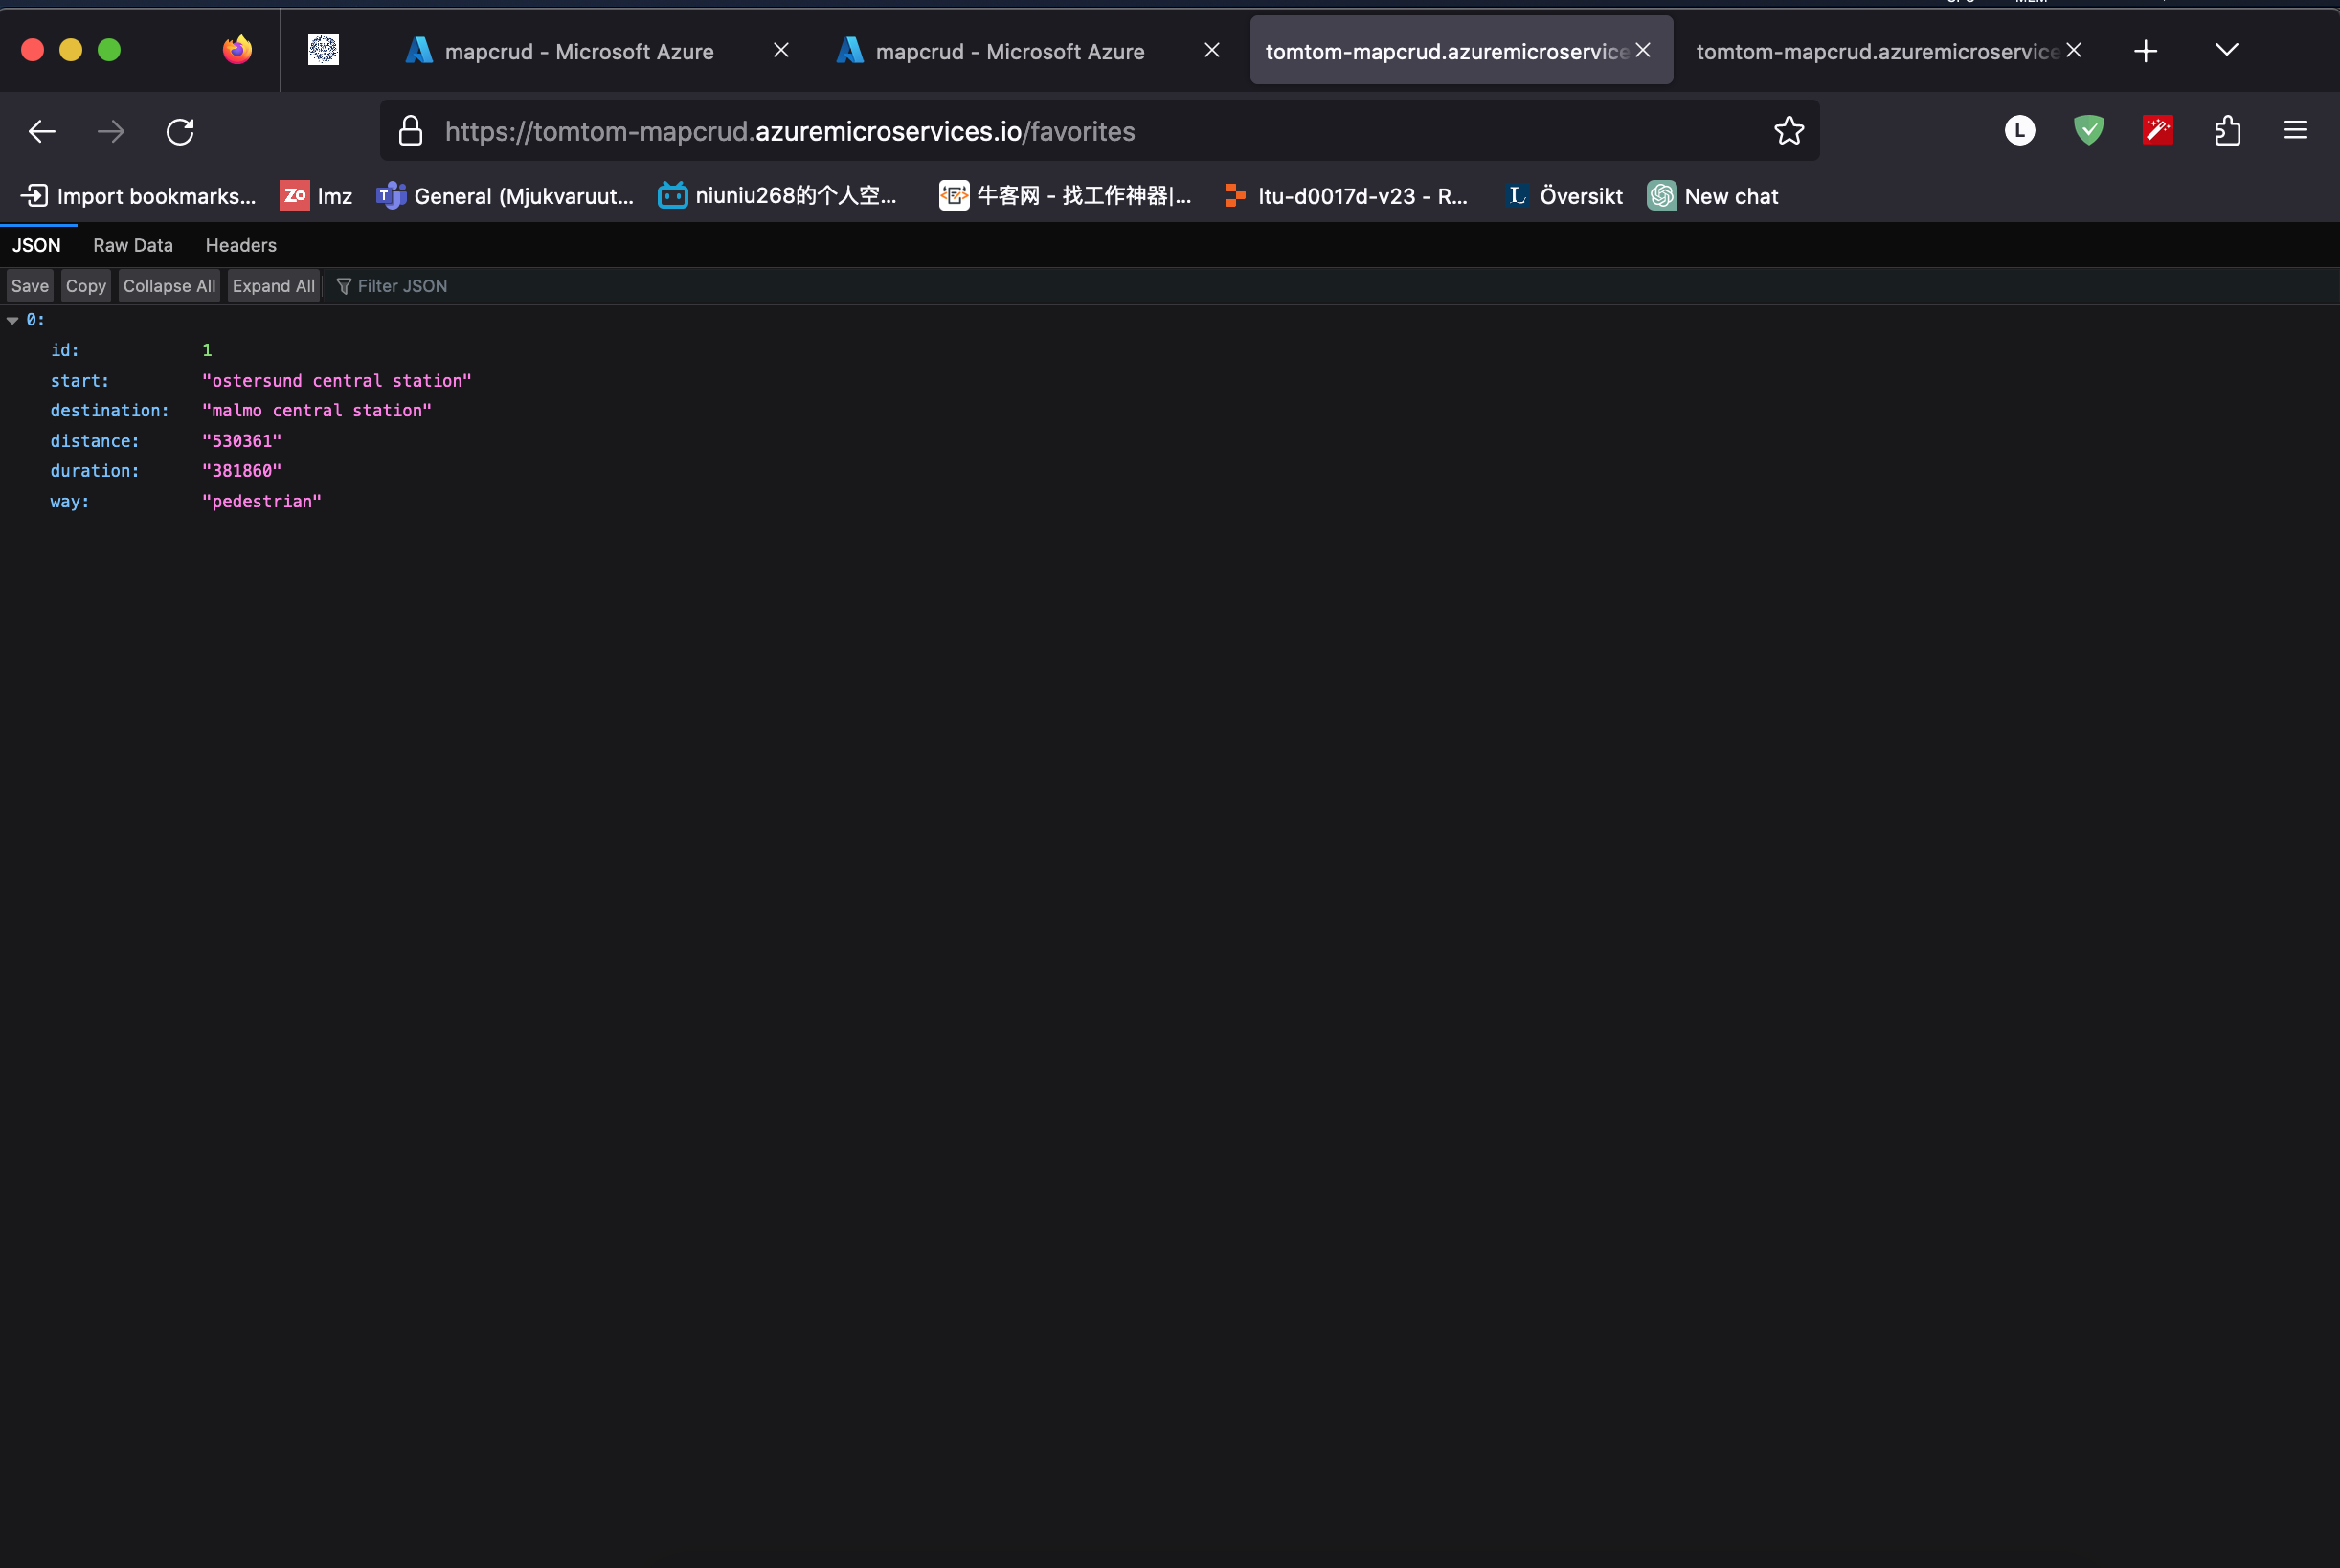 mapcrud - Microsoft Azure
mapcrud - Microsoft Azure
tomtom-mapcrud.azuremicroservice
tomtom-mapcrud.azuremicroservice
https://tomtom-mapcrud.azuremicroservices.io/favorites
L
Import bookmarks...
Zo lmz
T General (Mjukvaruut...
niuniu268的个人空...
牛客网 - 找工作神器|...
ltu-d0017d-v23 - R...
L Översikt
New chat
JSON Raw Data Headers
Save Copy Collapse All Expand All Filter JSON
0:
id: 1
start: "ostersund central station"
destination: "malmo central station"
distance: "530361"
duration: "381860"
way: "pedestrian"